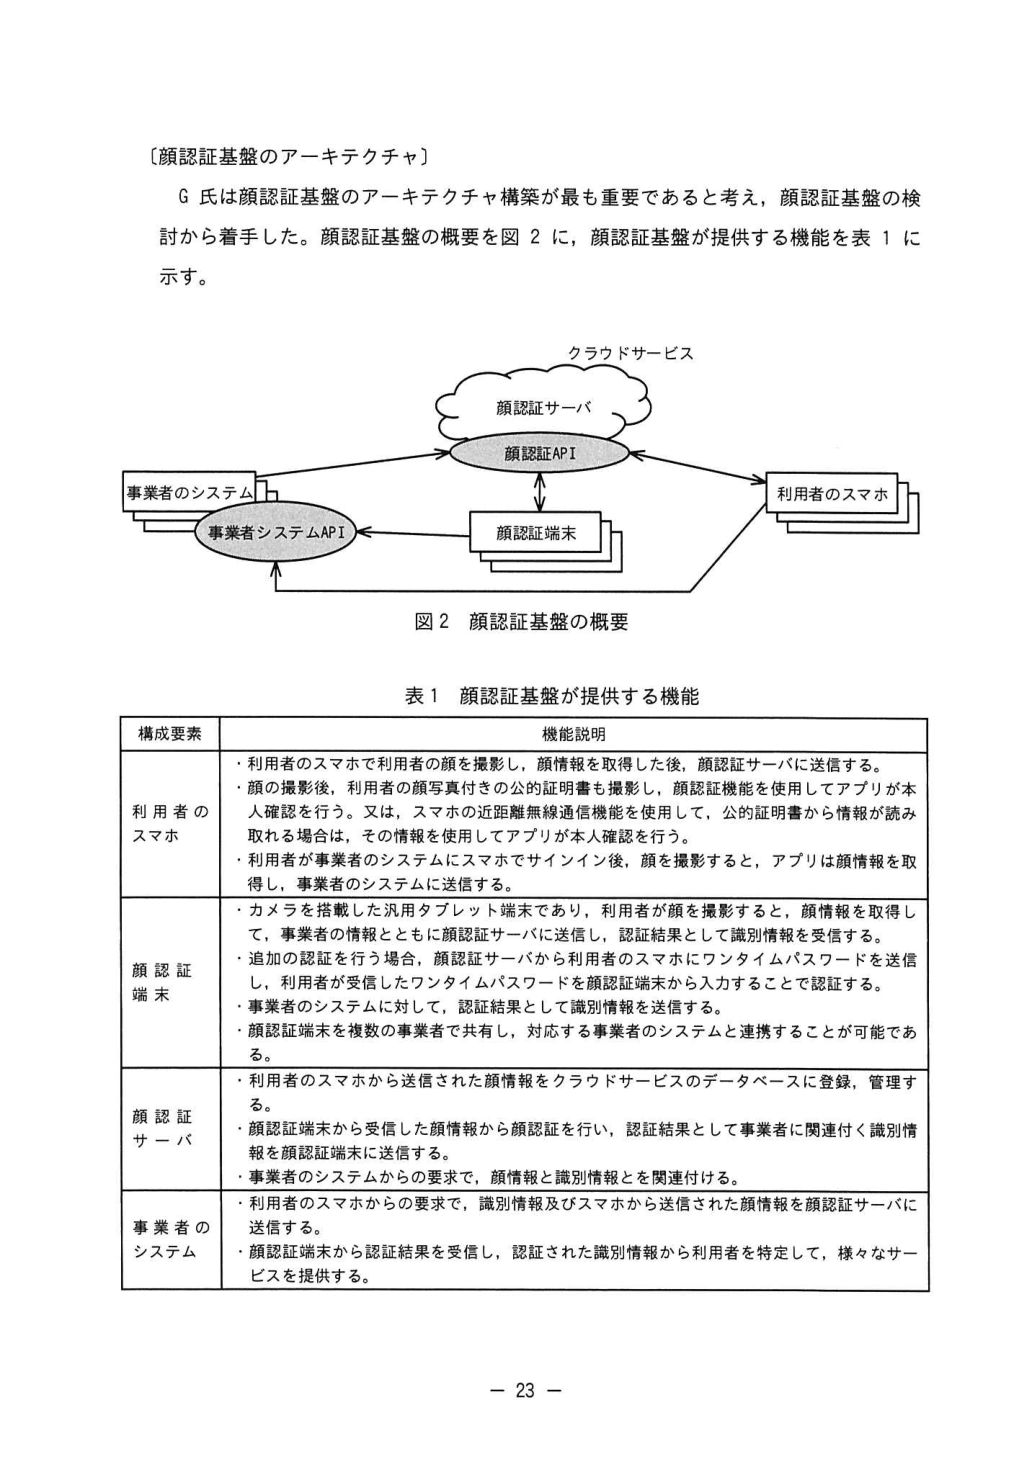 〔顔認証基盤のアーキテクチャ〕
G 氏は顔認証基盤のアーキテクチャ構築が最も重要であると考え，顔認証基盤の検
討から着手した。顔認証基盤の概要を図 2 に，顔認証基盤が提供する機能を表 1 に
示す。
クラウドサービス
顔認証サーバ
顔認証API
事業者のシステム
利用者のスマホ
事業者システムAPI
顔認証端末
図2 顔認証基盤の概要
表1 顔認証基盤が提供する機能
構成要素 機能説明
利用者の
スマホ
・利用者のスマホで利用者の顔を撮影し，顔情報を取得した後，顔認証サーバに送信する。
・顔の撮影後，利用者の顔写真付きの公的証明書も撮影し，顔認証機能を使用してアプリが本
人確認を行う。又は，スマホの近距離無線通信機能を使用して，公的証明書から情報が読み
取れる場合は，その情報を使用してアプリが本人確認を行う。
・利用者が事業者のシステムにスマホでサインイン後，顔を撮影すると，アプリは顔情報を取
得し，事業者のシステムに送信する。
顔認証
端末
・カメラを搭載した汎用タブレット端末であり，利用者が顔を撮影すると，顔情報を取得し
て，事業者の情報とともに顔認証サーバに送信し，認証結果として識別情報を受信する。
・追加の認証を行う場合，顔認証サーバから利用者のスマホにワンタイムパスワードを送信
し，利用者が受信したワンタイムパスワードを顔認証端末から入力することで認証する。
・事業者のシステムに対して，認証結果として識別情報を送信する。
・顔認証端末を複数の事業者で共有し，対応する事業者のシステムと連携することが可能であ
る。
顔認証
サーバ
・利用者のスマホから送信された顔情報をクラウドサービスのデータベースに登録，管理す
る。
・顔認証端末から受信した顔情報から顔認証を行い，認証結果として事業者に関連付く識別情
報を顔認証端末に送信する。
・事業者のシステムからの要求で，顔情報と識別情報とを関連付ける。
事業者の
システム
・利用者のスマホからの要求で，識別情報及びスマホから送信された顔情報を顔認証サーバに
送信する。
・顔認証端末から認証結果を受信し，認証された識別情報から利用者を特定して，様々なサー
ビスを提供する。
－ 23 －